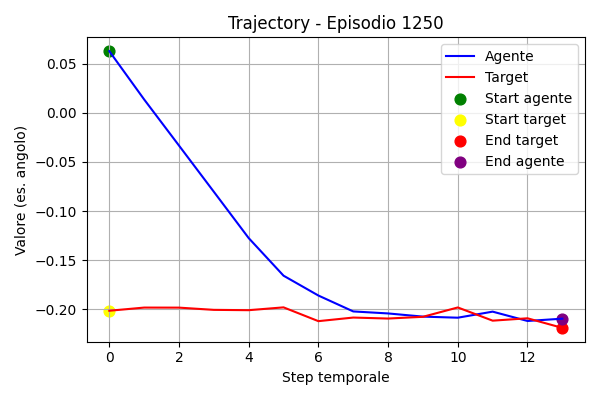 Trajectory - Episodio 1250
Agente
Target
Start agente
Start target
End target
End agente
Valore (es. angolo)
0.05
0.00
−0.05
−0.10
−0.15
−0.20
0 2 4 6 8 10 12
Step temporale